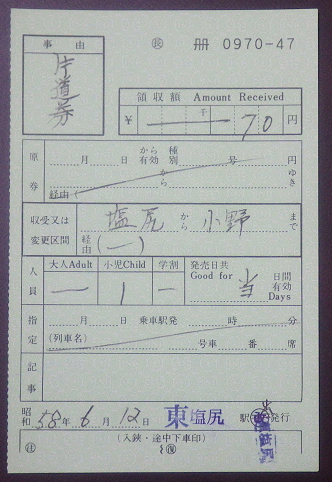 事由
片道券
㊞ 冊 0970-47
領収額 Amount Received
¥ 千 70 円
原券 月 日 から有効 種別 号 円
から ゆき
経由
収受又は変更区間 塩尻 から 小野 まで
経由 (一)
人員 大人Adult 小児Child 学割 発売日共 Good for 日間有効 Days
一 1 一 当
指定 月 日 乗車駅発 時 分
(列車名) 号車 番 席
記事
昭和 58年 6月 12日 東塩尻 駅 発行
(入鋏・途中下車印)